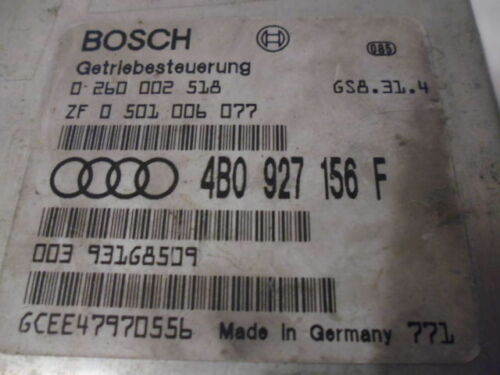 BOSCH 085
Getriebesteuerung
0 260 002 518 GS8.31.4
ZF 0 501 006 077
4B0 927 156 F
003 93168509
GCEE47970556 Made in Germany 771